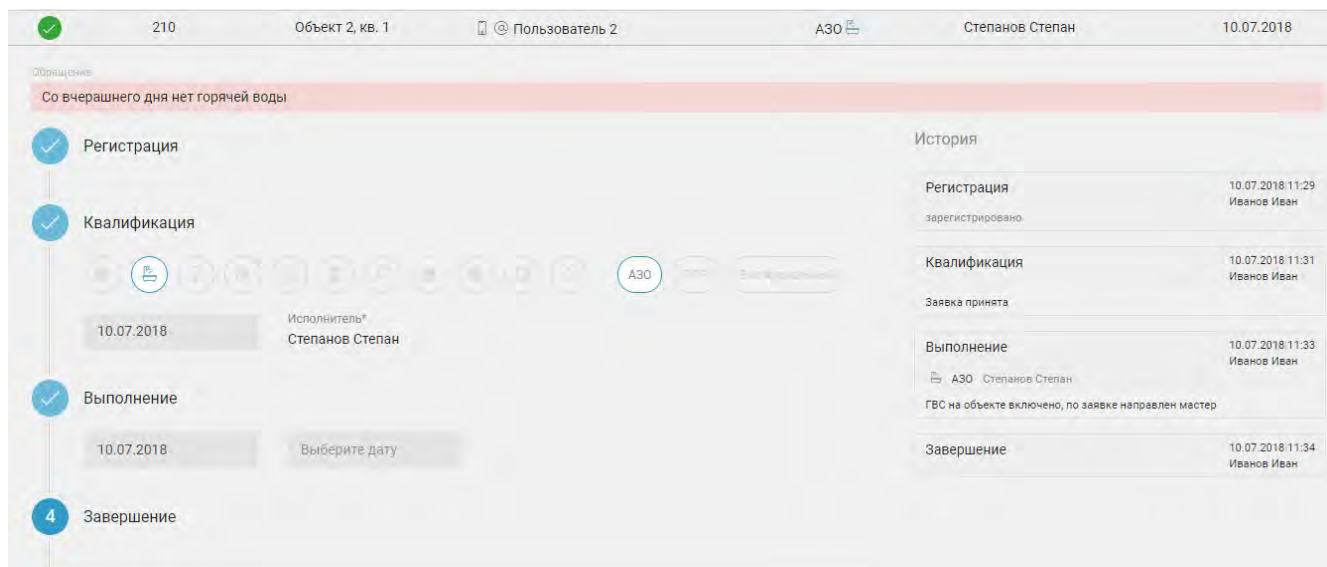 210 Объект 2, кв. 1 @ Пользователь 2 АЗО Степанов Степан 10.07.2018
Обращение
Со вчерашнего дня нет горячей воды
Регистрация
Квалификация
АЗО
10.07.2018
Исполнитель*
Степанов Степан
Выполнение
10.07.2018 Выберите дату
4 Завершение
История
Регистрация 10.07.2018 11:29
Иванов Иван
зарегистрировано
Квалификация 10.07.2018 11:31
Иванов Иван
Заявка принята
Выполнение 10.07.2018 11:33
Иванов Иван
АЗО Степанов Степан
ГВС на объекте включено, по заявке направлен мастер
Завершение 10.07.2018 11:34
Иванов Иван